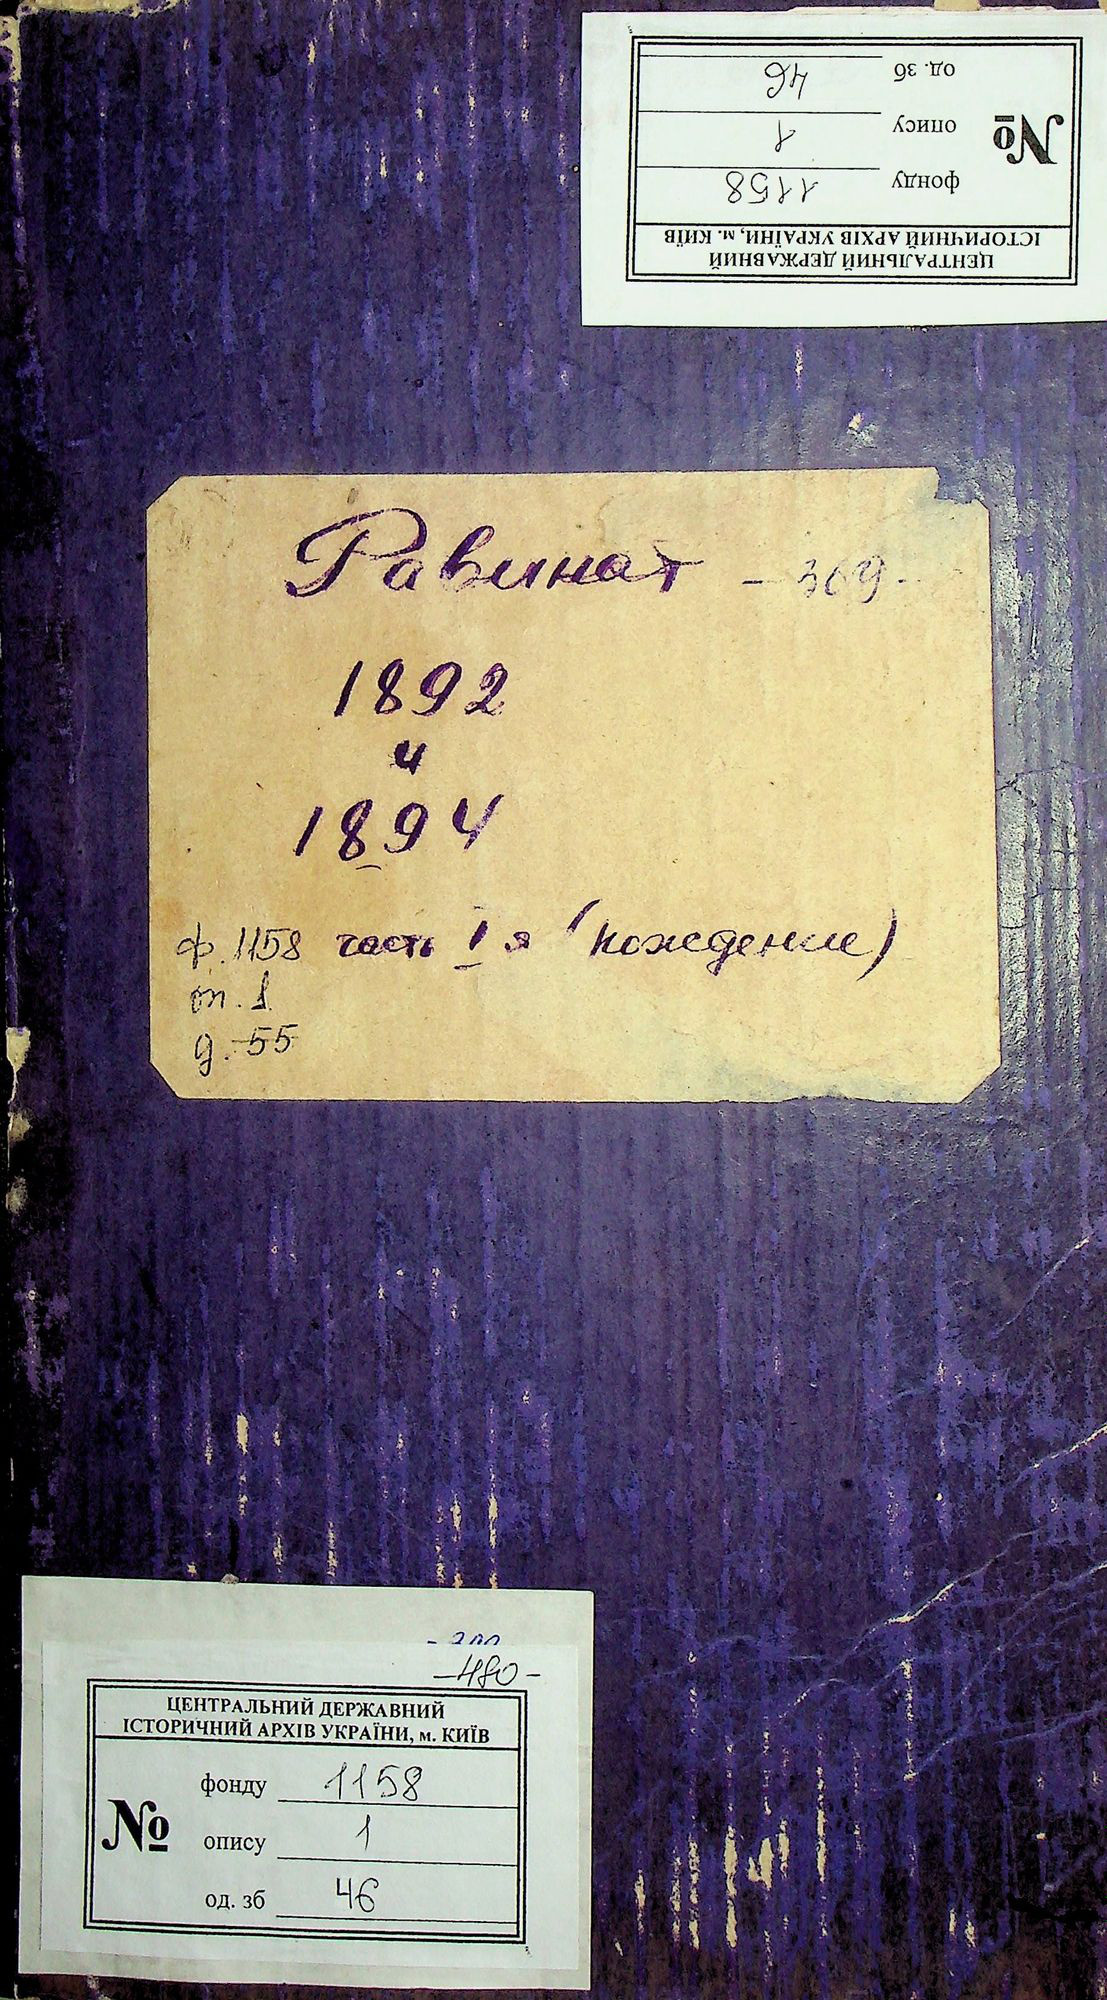 ЦЕНТРАЛЬНИЙ ДЕРЖАВНИЙ
ІСТОРИЧНИЙ АРХІВ УКРАЇНИ, м. КИЇВ
№
фонду 1158
опису 1
од. зб 46
Равинат - 309 -
1892
и
1894
ф. 1158 часть I я (рождение)
оп. 1
д. 55
- 480 -
ЦЕНТРАЛЬНИЙ ДЕРЖАВНИЙ
ІСТОРИЧНИЙ АРХІВ УКРАЇНИ, м. КИЇВ
№
фонду 1158
опису 1
од. зб 46